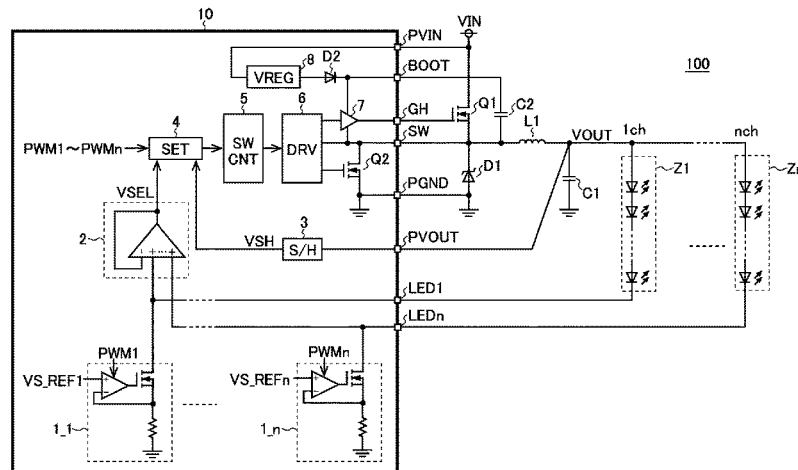 10
VIN
PVIN
100
8
D2
VREG
BOOT
7
Q1
C2
4
5
6
GH
L1
SW
VOUT
1ch
nch
PWM1～PWMn
SET
SW
CNT
DRV
Q2
D1
C1
Z1
VSEL
PGND
2
3
VSH
S/H
PVOUT
LED1
LEDn
PWM1
PWMn
VS_REF1
VS_REFn
1_1
1_n